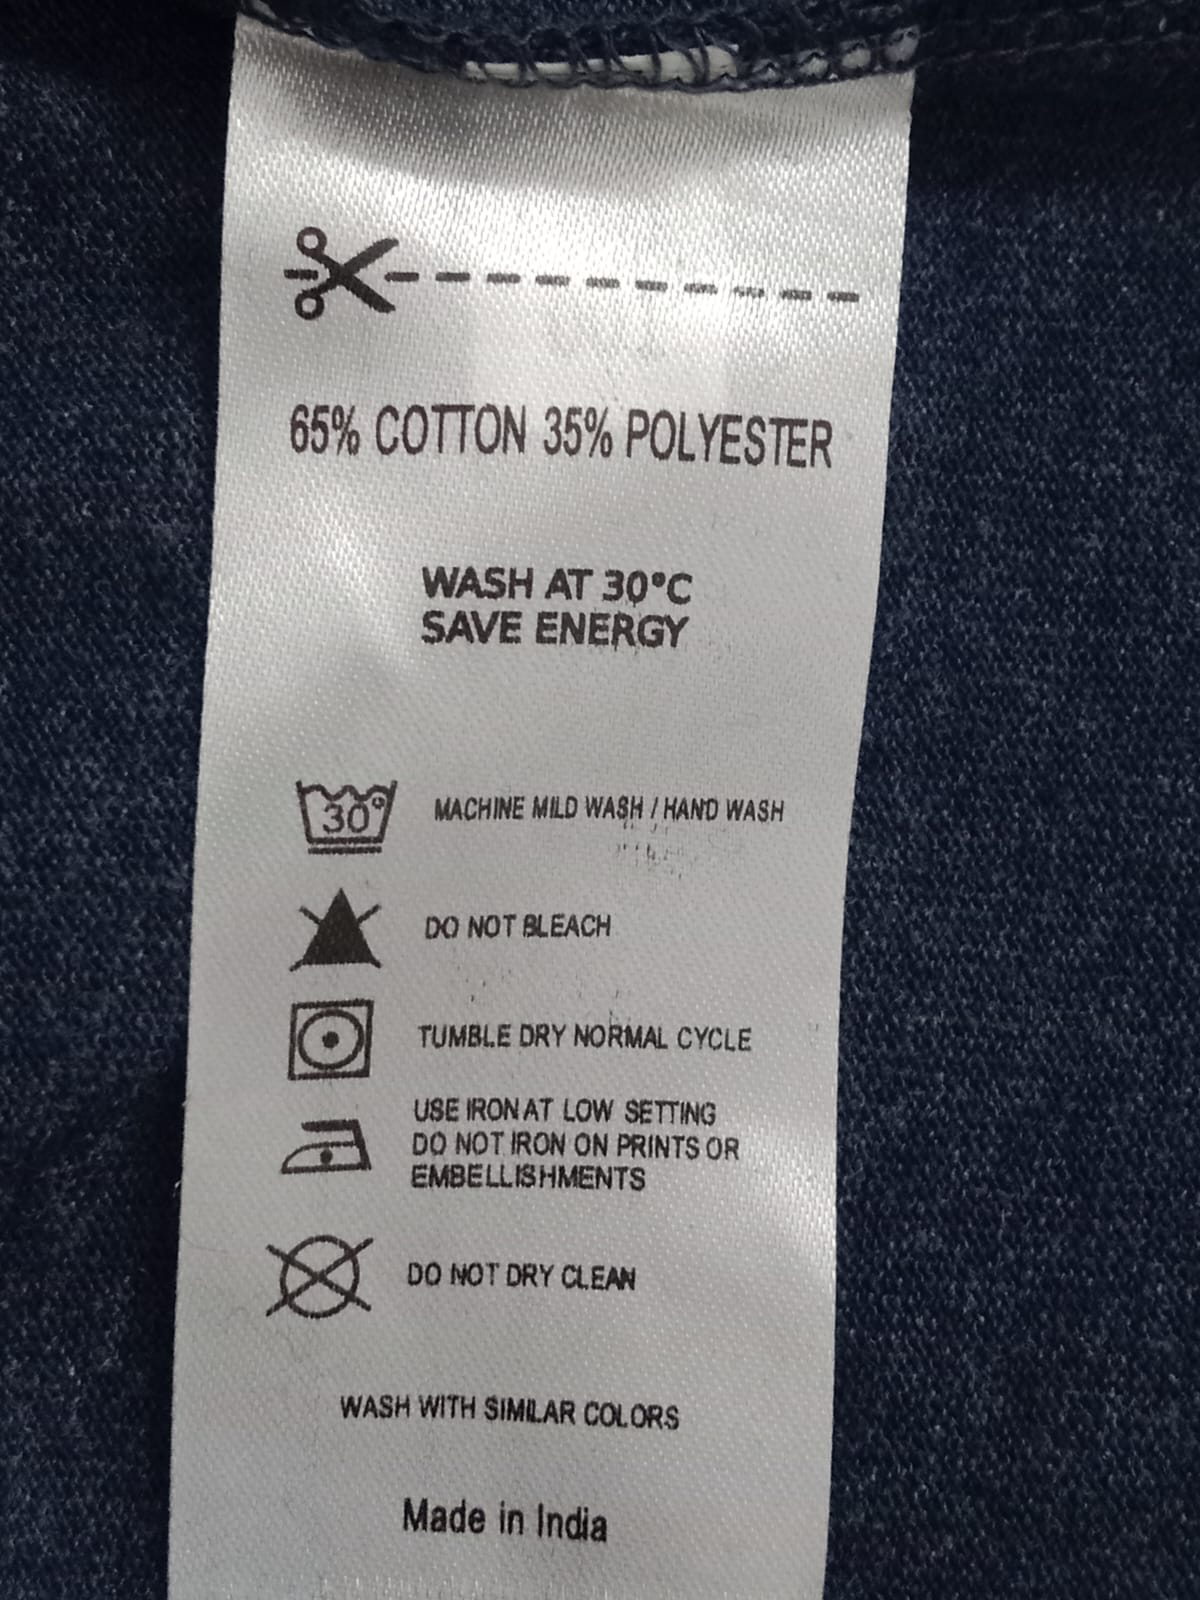 65% COTTON 35% POLYESTER
WASH AT 30°C
SAVE ENERGY
30° MACHINE MILD WASH / HAND WASH
DO NOT BLEACH
TUMBLE DRY NORMAL CYCLE
USE IRON AT LOW SETTING
DO NOT IRON ON PRINTS OR
EMBELLISHMENTS
DO NOT DRY CLEAN
WASH WITH SIMILAR COLORS
Made in India